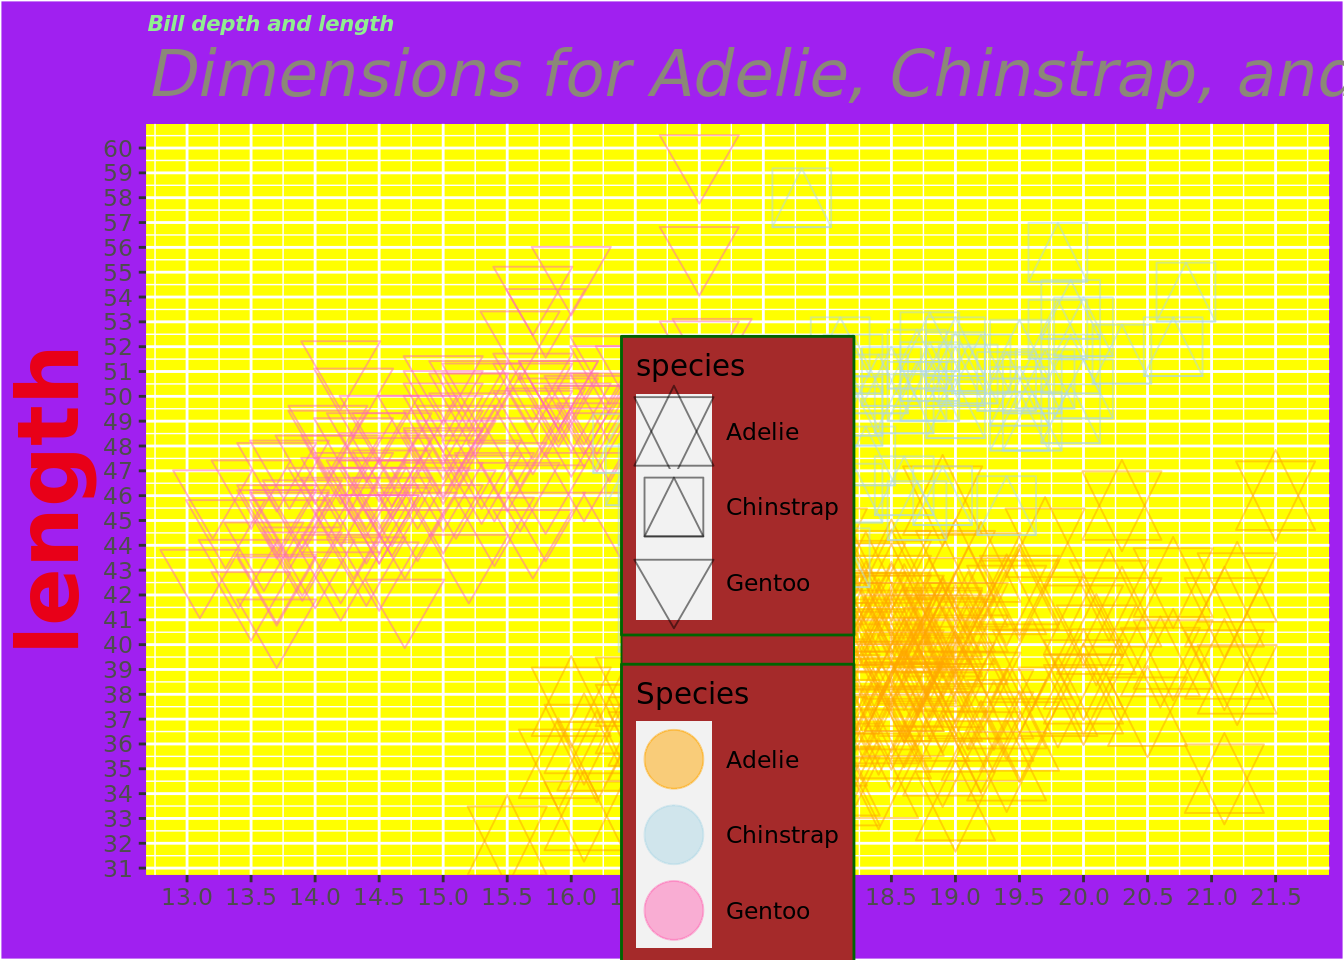 Bill depth and length
Dimensions for Adelie, Chinstrap, and
length
60
59
58
57
56
55
54
53
52
51
50
49
48
47
46
45
44
43
42
41
40
39
38
37
36
35
34
33
32
31
species
Adelie
Chinstrap
Gentoo
Species
Adelie
Chinstrap
Gentoo
13.0 13.5 14.0 14.5 15.0 15.5 16.0 18.5 19.0 19.5 20.0 20.5 21.0 21.5